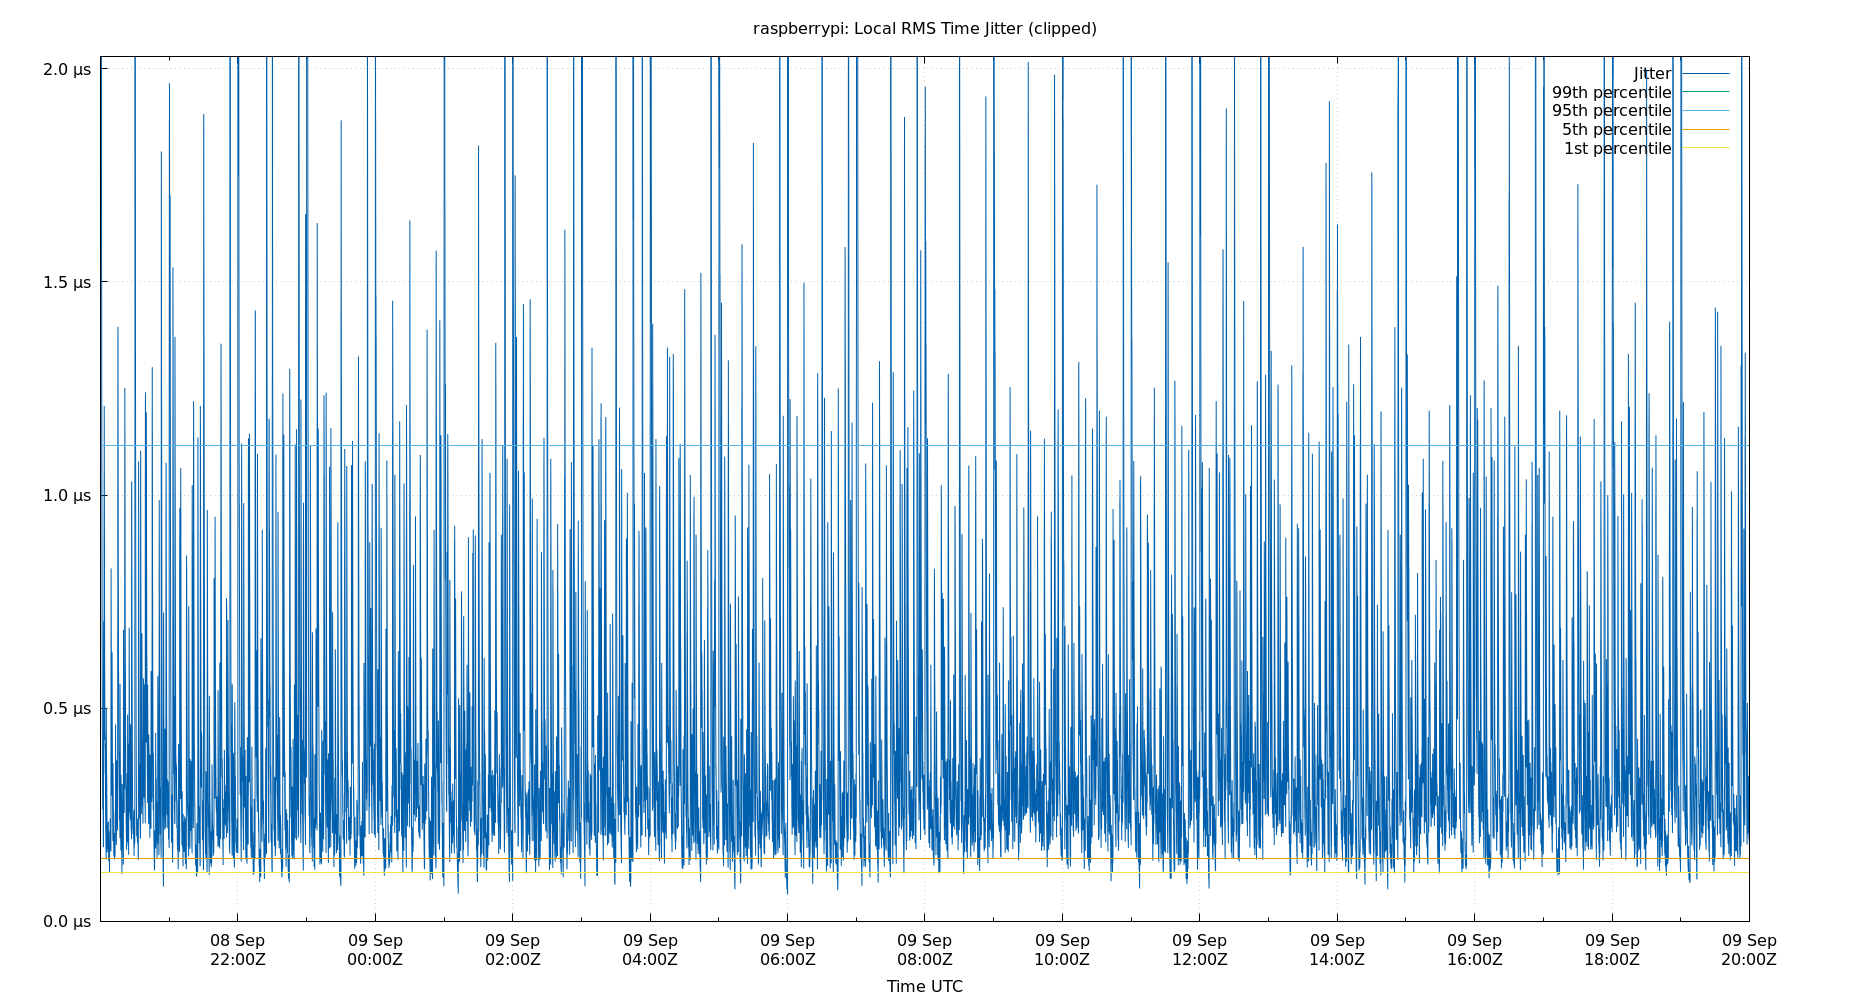 raspberrypi: Local RMS Time Jitter (clipped)
2.0 µs
1.5 µs
1.0 µs
0.5 µs
0.0 µs
Jitter
99th percentile
95th percentile
5th percentile
1st percentile
08 Sep 09 Sep 09 Sep 09 Sep 09 Sep 09 Sep 09 Sep 09 Sep 09 Sep 09 Sep 09 Sep 09 Sep
22:00Z 00:00Z 02:00Z 04:00Z 06:00Z 08:00Z 10:00Z 12:00Z 14:00Z 16:00Z 18:00Z 20:00Z
Time UTC